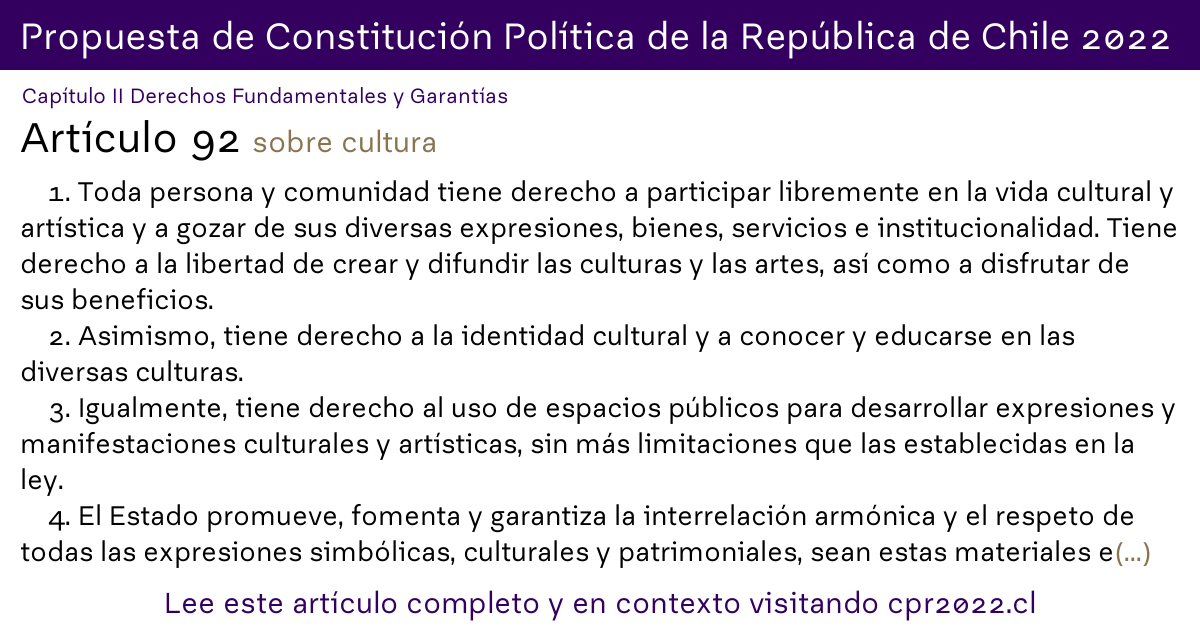 Propuesta de Constitución Política de la República de Chile 2022
Capítulo II Derechos Fundamentales y Garantías
Artículo 92 sobre cultura
1. Toda persona y comunidad tiene derecho a participar libremente en la vida cultural y
artística y a gozar de sus diversas expresiones, bienes, servicios e institucionalidad. Tiene
derecho a la libertad de crear y difundir las culturas y las artes, así como a disfrutar de
sus beneficios.
2. Asimismo, tiene derecho a la identidad cultural y a conocer y educarse en las
diversas culturas.
3. Igualmente, tiene derecho al uso de espacios públicos para desarrollar expresiones y
manifestaciones culturales y artísticas, sin más limitaciones que las establecidas en la
ley.
4. El Estado promueve, fomenta y garantiza la interrelación armónica y el respeto de
todas las expresiones simbólicas, culturales y patrimoniales, sean estas materiales e(...)
Lee este artículo completo y en contexto visitando cpr2022.cl